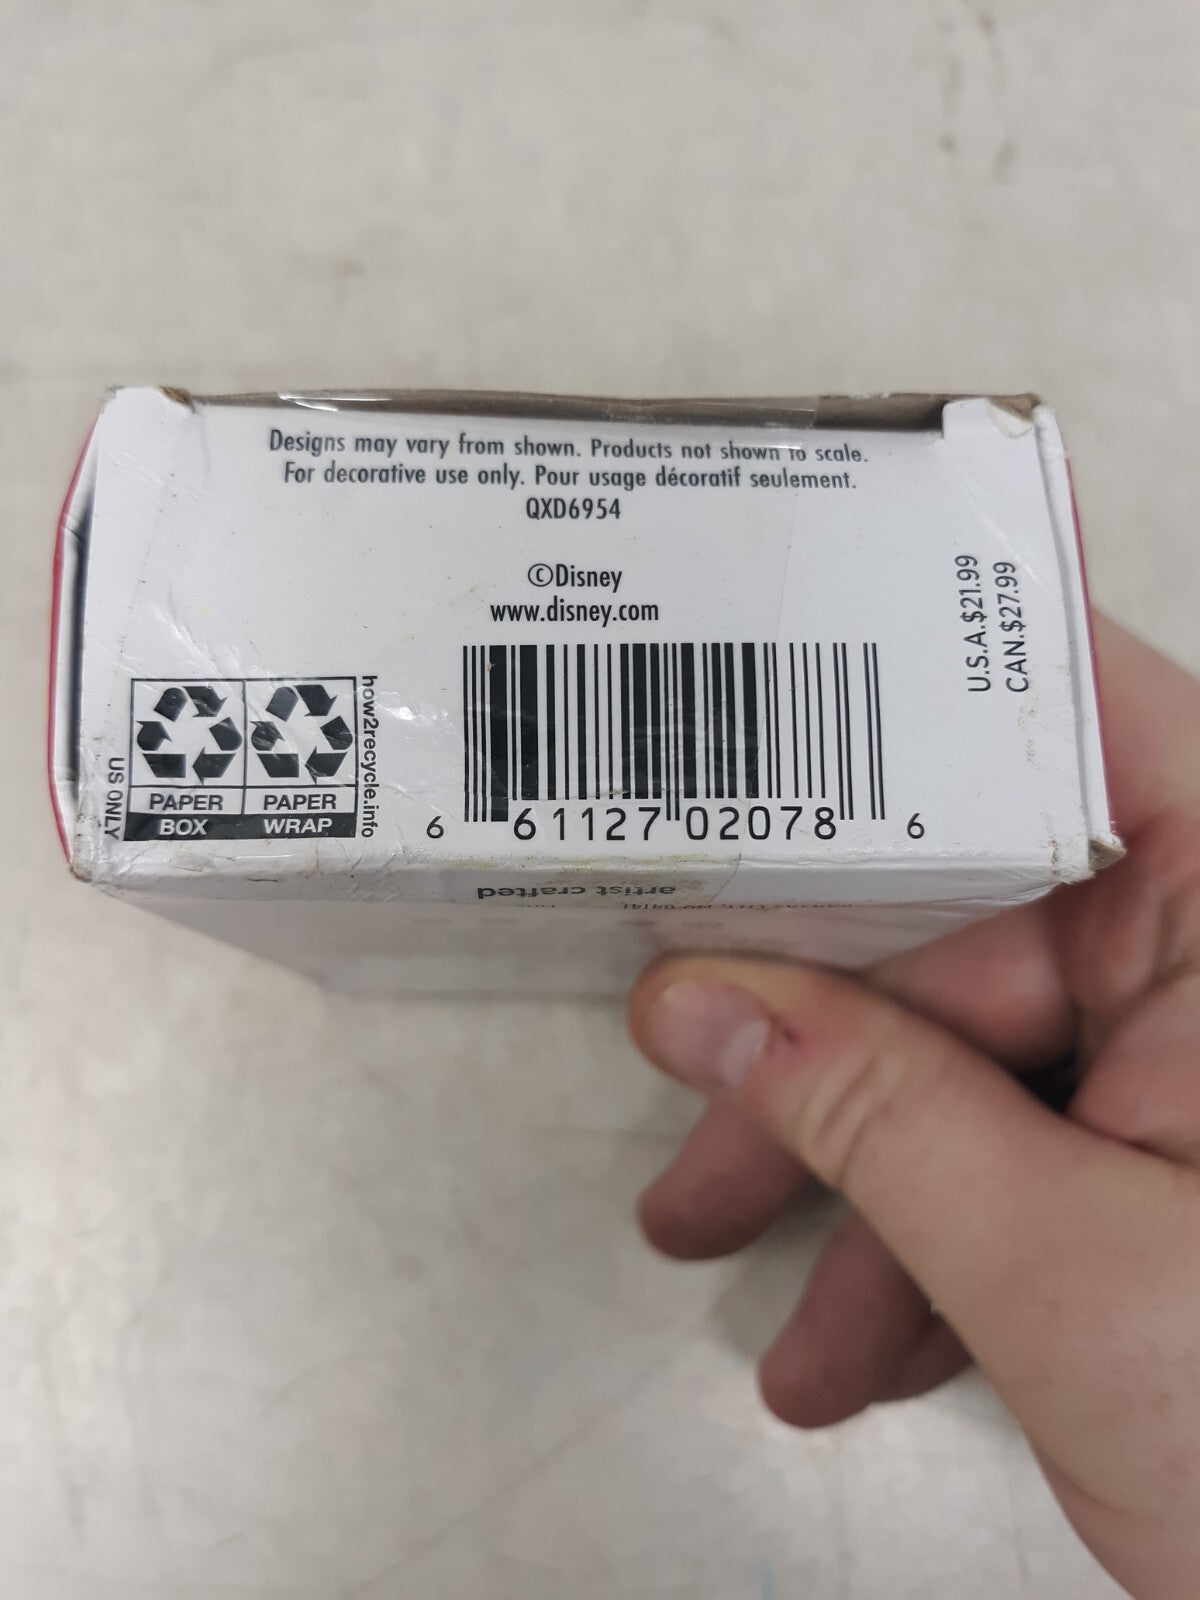 Designs may vary from shown. Products not shown to scale.
For decorative use only. Pour usage décoratif seulement.
QXD6954
©Disney
www.disney.com
U.S.A.$21.99
CAN.$27.99
how2recycle.info
US ONLY
PAPER PAPER
BOX WRAP
6 61127 02078 6
artist crafted